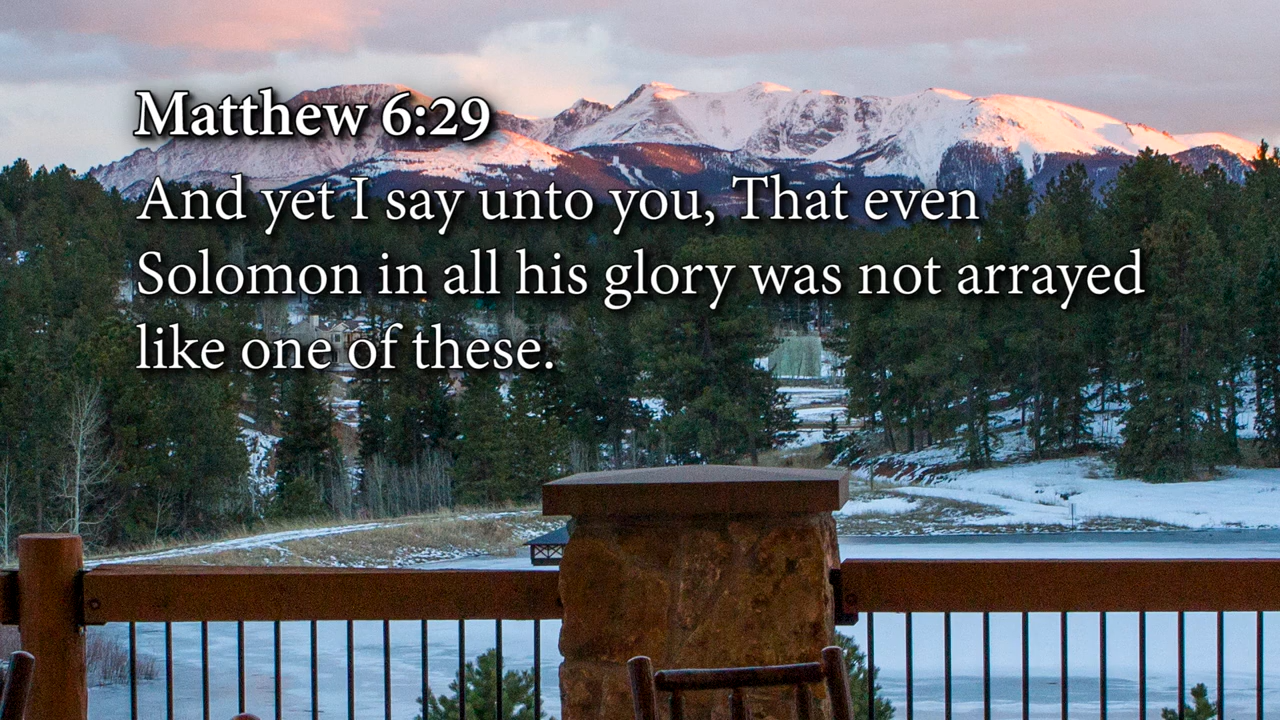 Matthew 6:29
And yet I say unto you, That even
Solomon in all his glory was not arrayed
like one of these.